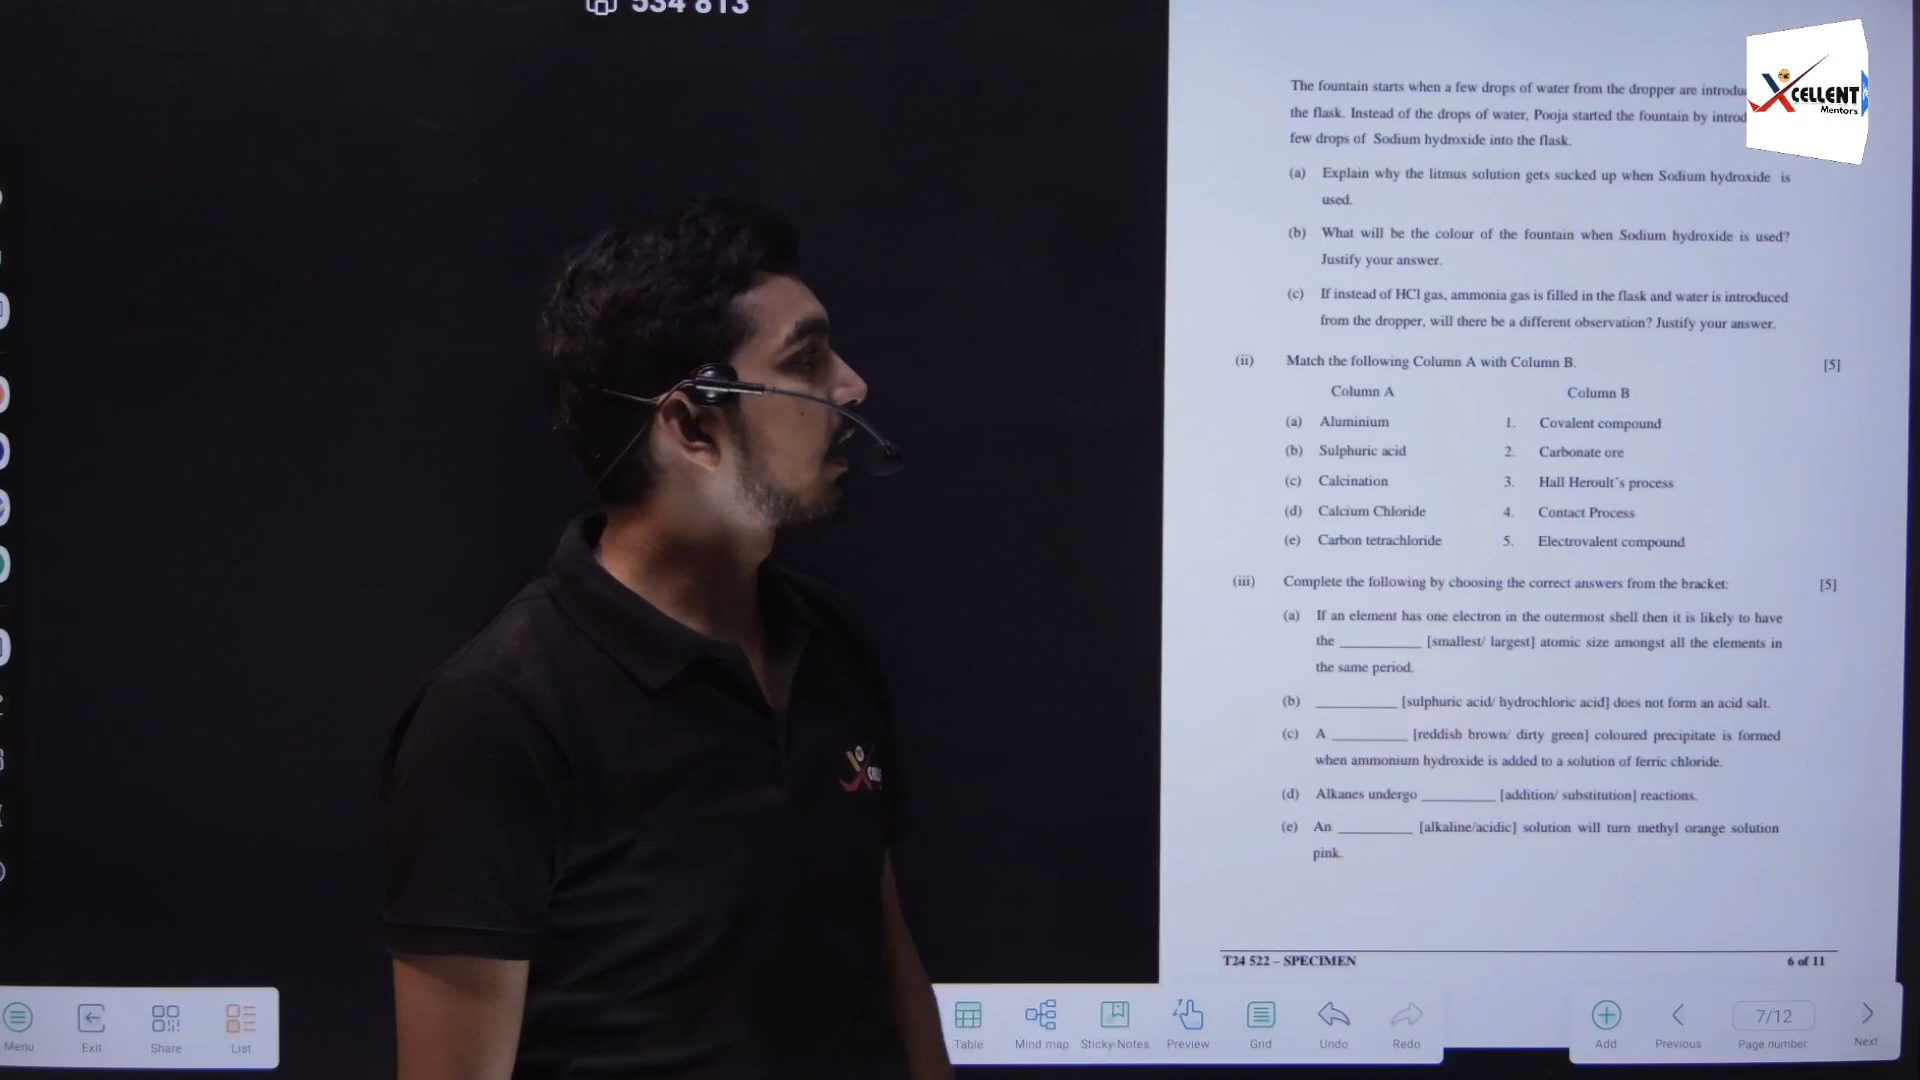 534 813
XCELLENT
Mentors
The fountain starts when a few drops of water from the dropper are
the flask. Instead of the drops of water, Pooja started the fountain by
few drops of Sodium hydroxide into the flask.
(a) Explain why the litmus solution gets sucked up when Sodium hydroxide is
used.
(b) What will be the colour of the fountain when Sodium hydroxide is used?
Justify your answer.
(c) If instead of HCl gas, ammonia gas is filled in the flask and water is introduced
from the dropper, will there be a different observation? Justify your answer.
(ii) Match the following Column A with Column B. [5]
Column A Column B
(a) Aluminium 1. Covalent compound
(b) Sulphuric acid 2. Carbonate ore
(c) Calcination 3. Hall Heroult's process
(d) Calcium Chloride 4. Contact Process
(e) Carbon tetrachloride 5. Electrovalent compound
(iii) Complete the following by choosing the correct answers from the bracket: [5]
(a) If an element has one electron in the outermost shell then it is likely to have
the __________ [smallest/ largest] atomic size amongst all the elements in
the same period.
(b) __________ [sulphuric acid/ hydrochloric acid] does not form an acid salt.
(c) A __________ [reddish brown/ dirty green] coloured precipitate is formed
when ammonium hydroxide is added to a solution of ferric chloride.
(d) Alkanes undergo __________ [addition/ substitution] reactions.
(e) An __________ [alkaline/acidic] solution will turn methyl orange solution
pink.
T24 522 – SPECIMEN 6 of 11
Menu Exit Share List Table Mind map Sticky-Notes Preview Grid Undo Redo Add Previous 7/12 Page number Next